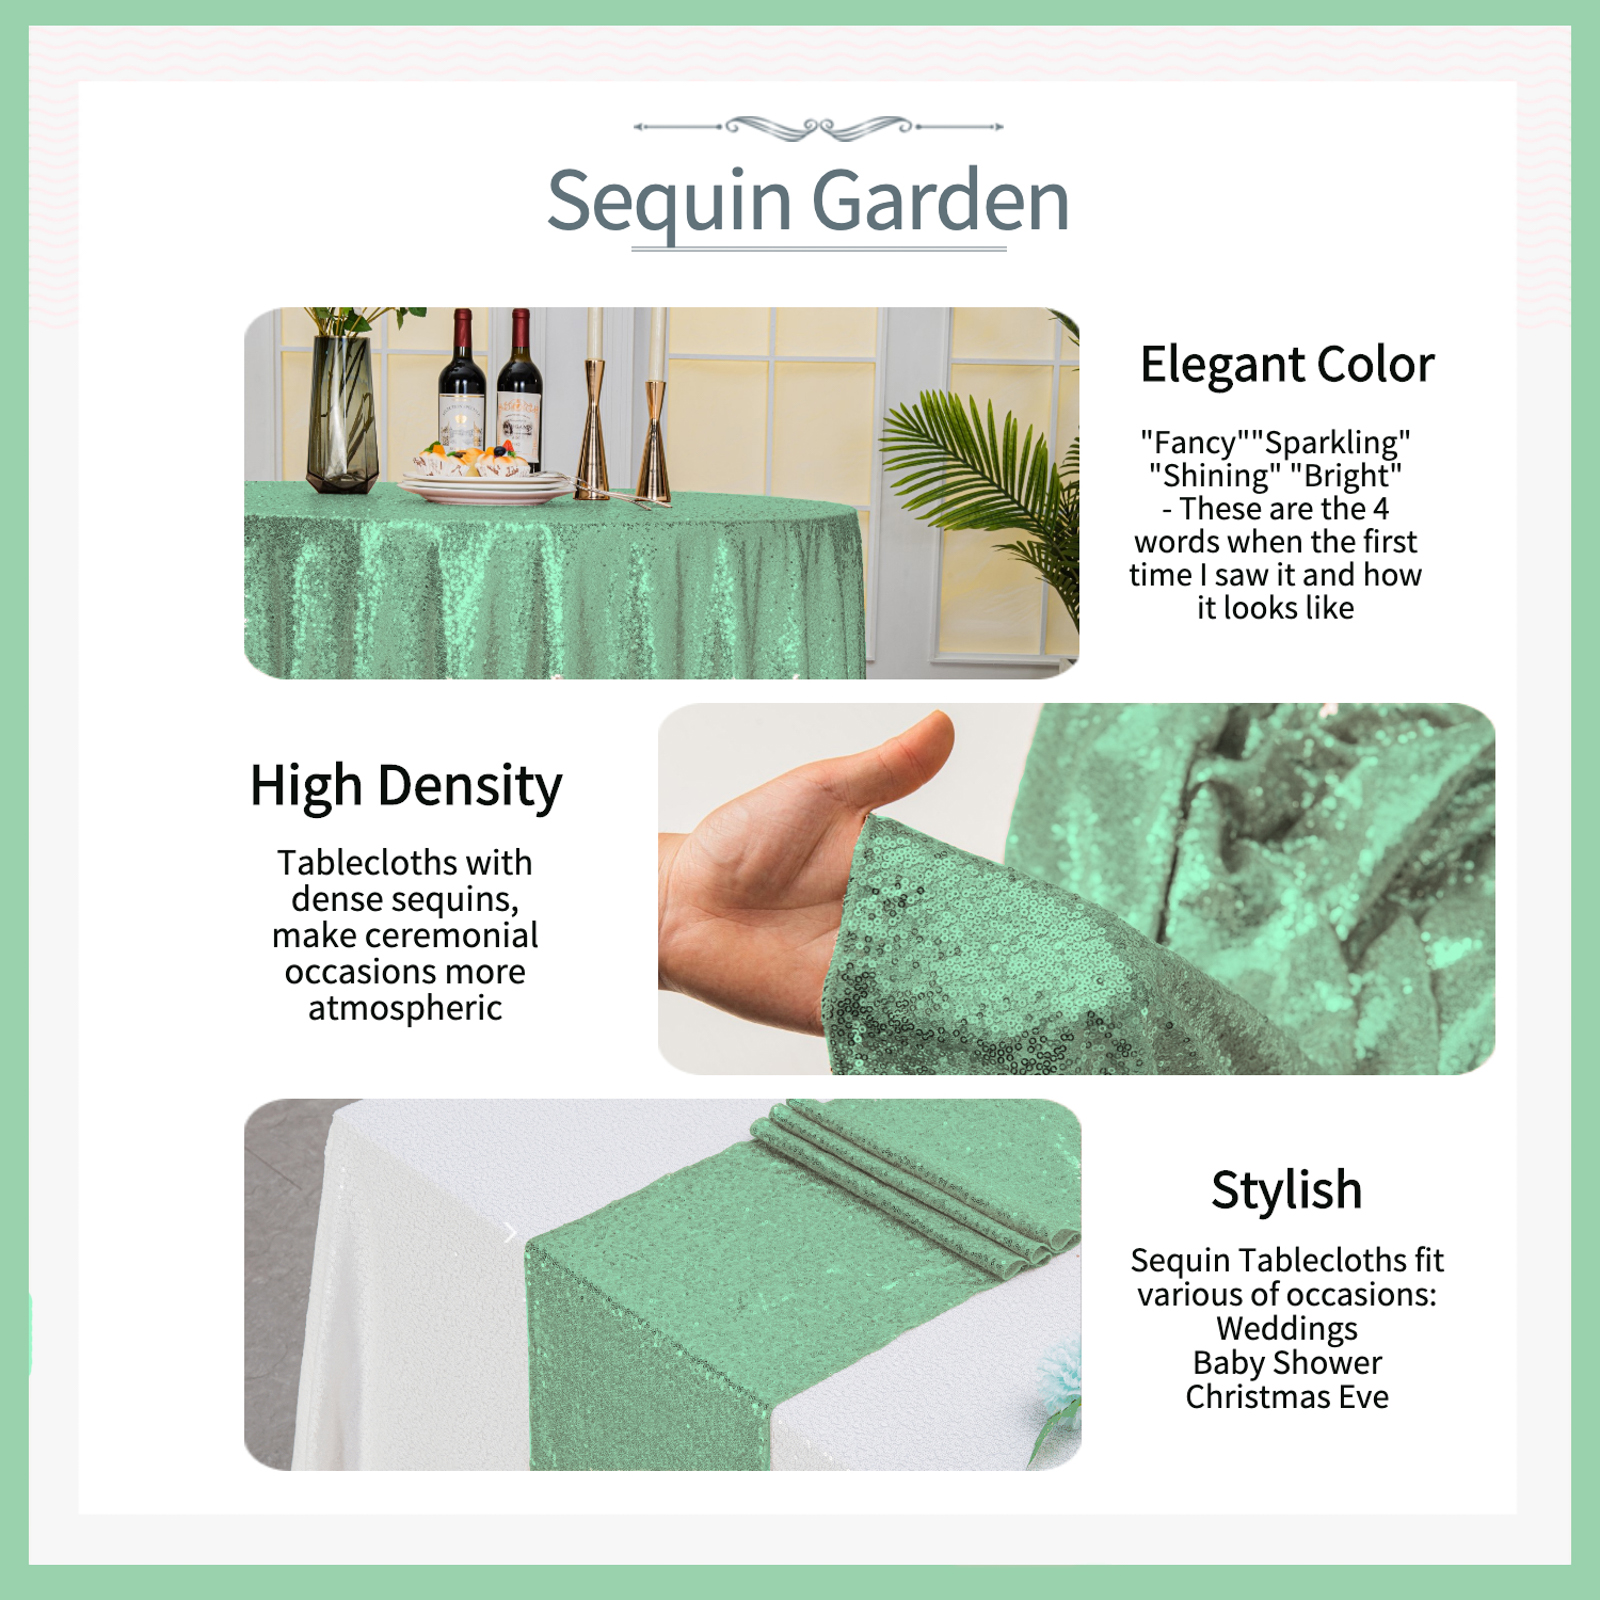 Sequin Garden
Elegant Color
"Fancy""Sparkling"
"Shining" "Bright"
- These are the 4
words when the first
time I saw it and how
it looks like
High Density
Tablecloths with
dense sequins,
make ceremonial
occasions more
atmospheric
Stylish
Sequin Tablecloths fit
various of occasions:
Weddings
Baby Shower
Christmas Eve